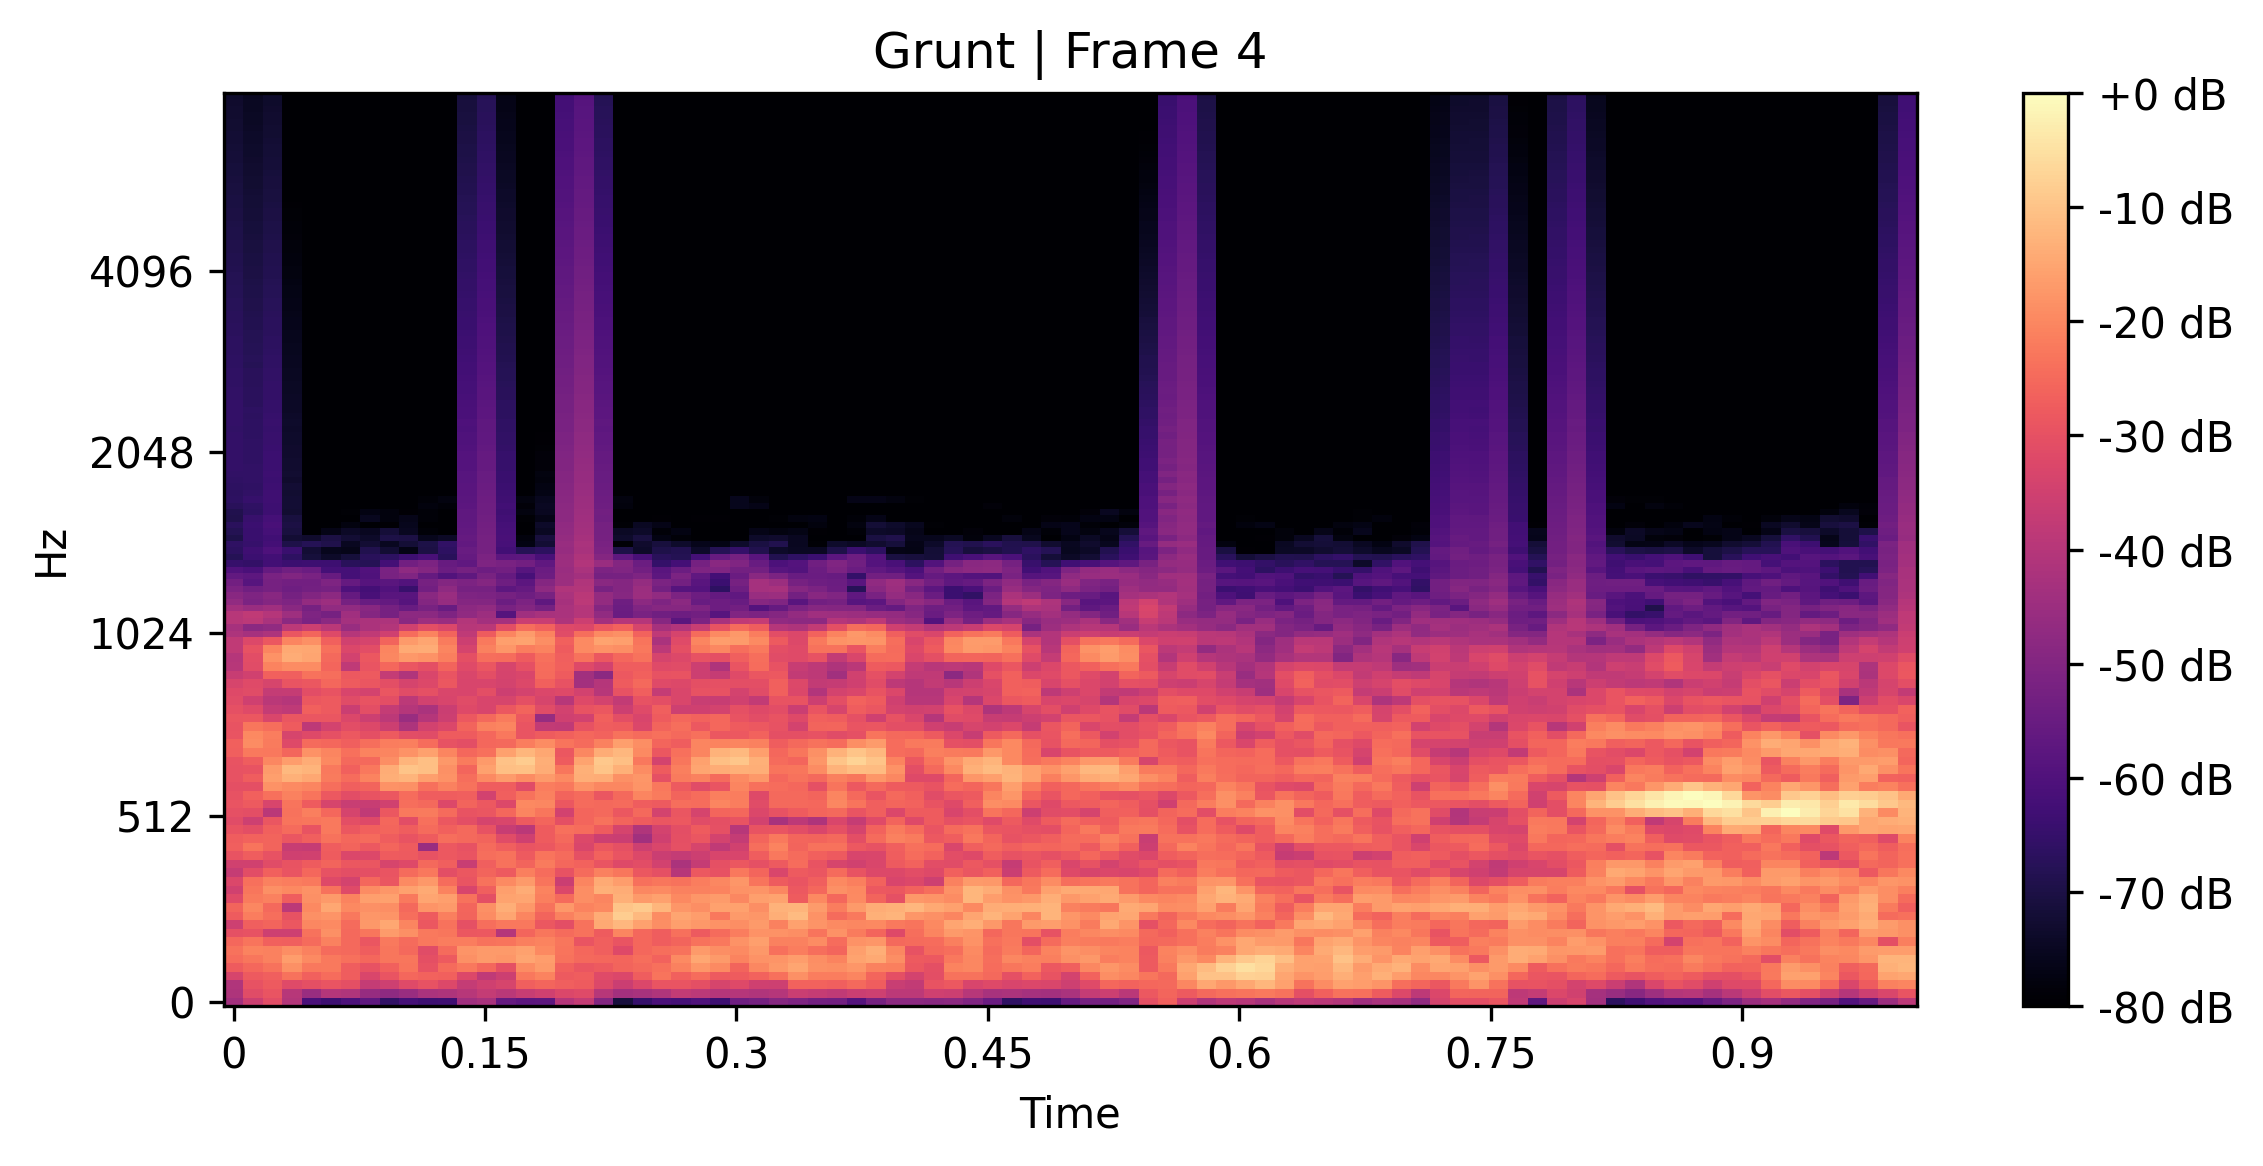 Grunt | Frame 4
Hz
4096
2048
1024
512
0
0
0.15
0.3
0.45
0.6
0.75
0.9
Time
+0 dB
-10 dB
-20 dB
-30 dB
-40 dB
-50 dB
-60 dB
-70 dB
-80 dB